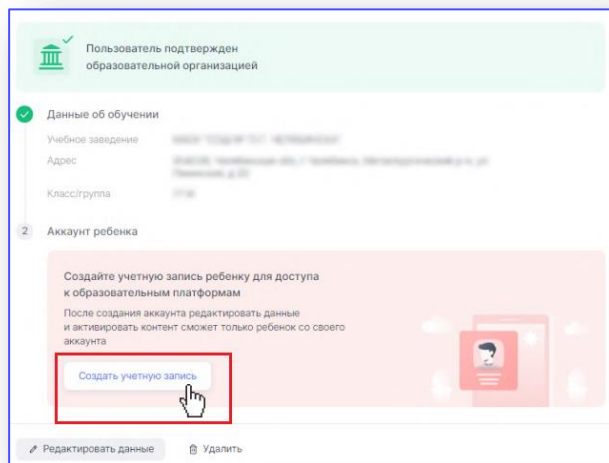 Пользователь подтвержден
образовательной организацией
Данные об обучении
Учебное заведение
Адрес
Класс/группа
2 Аккаунт ребенка
Создайте учетную запись ребенку для доступа
к образовательным платформам
После создания аккаунта редактировать данные
и активировать контент сможет только ребенок со своего
аккаунта
Создать учетную запись
Редактировать данные Удалить